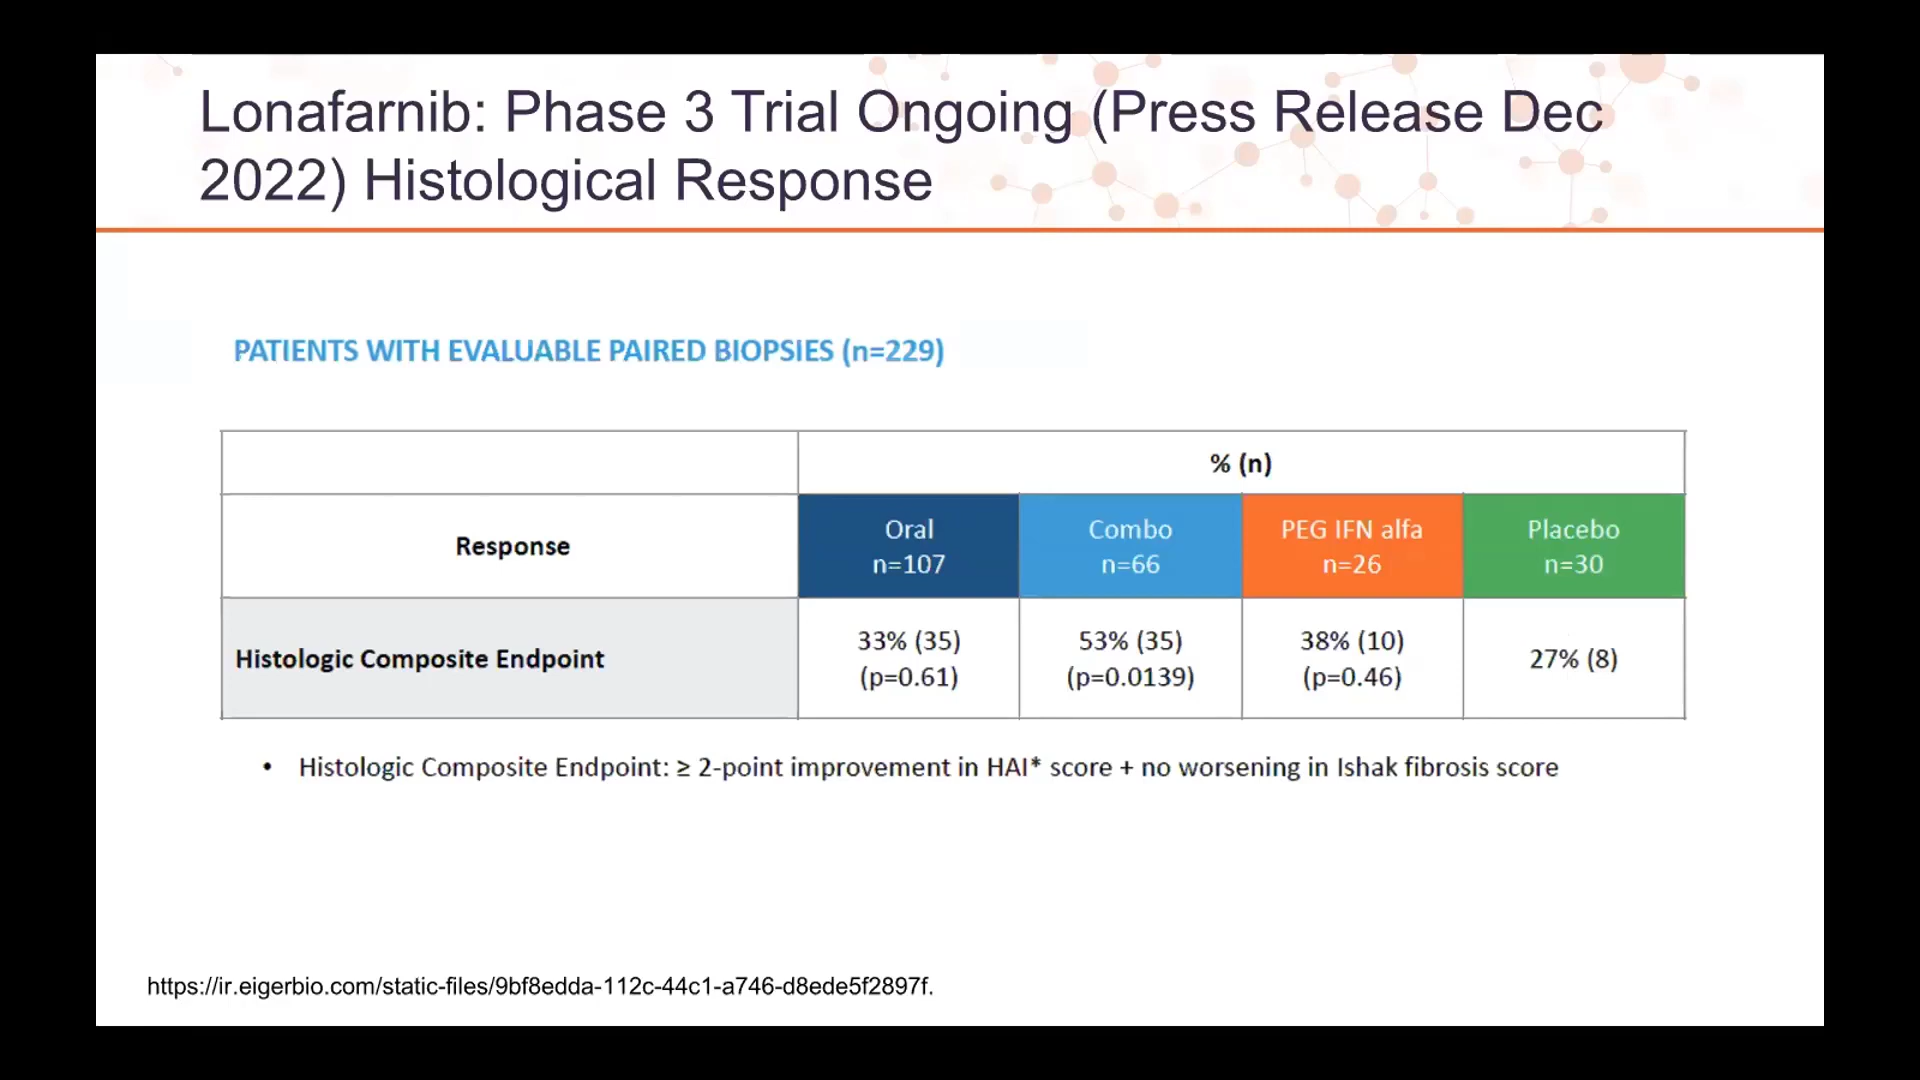 Lonafarnib: Phase 3 Trial Ongoing (Press Release Dec
2022) Histological Response
PATIENTS WITH EVALUABLE PAIRED BIOPSIES (n=229)
% (n)
Response
Oral
n=107
Combo
n=66
PEG IFN alfa
n=26
Placebo
n=30
Histologic Composite Endpoint
33% (35)
(p=0.61)
53% (35)
(p=0.0139)
38% (10)
(p=0.46)
27% (8)
• Histologic Composite Endpoint: ≥ 2-point improvement in HAI* score + no worsening in Ishak fibrosis score
https://ir.eigerbio.com/static-files/9bf8edda-112c-44c1-a746-d8ede5f2897f.